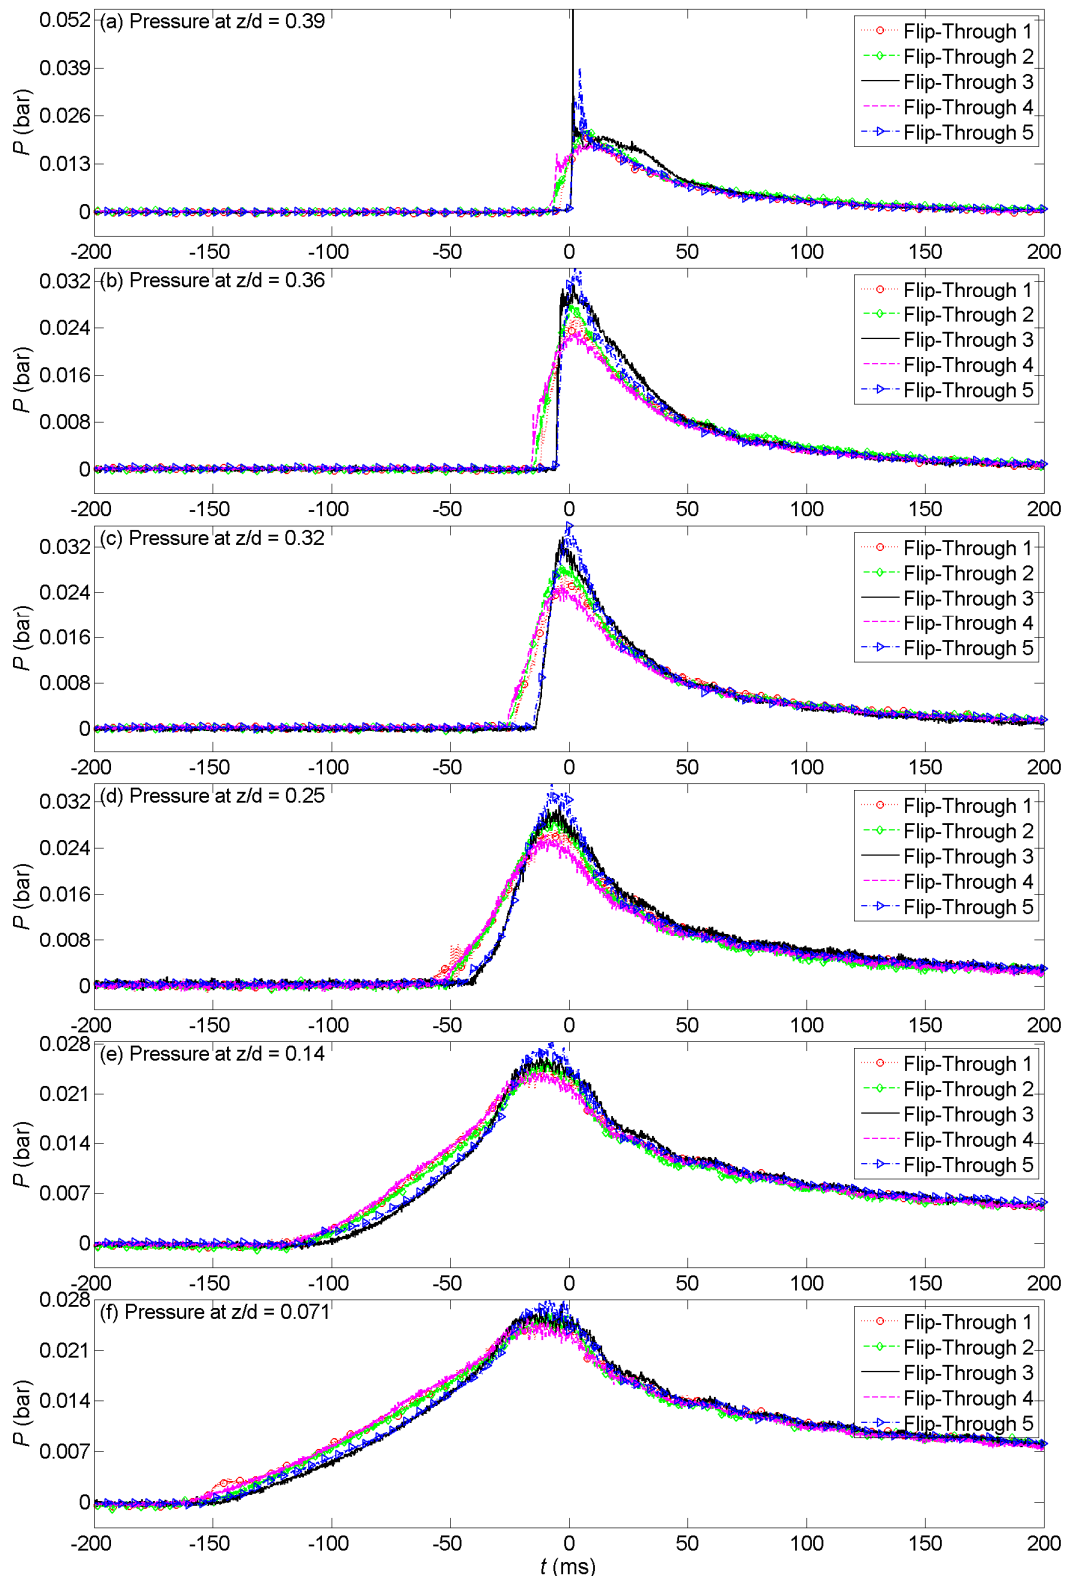 (a) Pressure at z/d = 0.39
0.052
0.039
0.026
0.013
0
P (bar)
Flip-Through 1
Flip-Through 2
Flip-Through 3
Flip-Through 4
Flip-Through 5
-200 -150 -100 -50 0 50 100 150 200
(b) Pressure at z/d = 0.36
0.032
0.024
0.016
0.008
0
P (bar)
Flip-Through 1
Flip-Through 2
Flip-Through 3
Flip-Through 4
Flip-Through 5
-200 -150 -100 -50 0 50 100 150 200
(c) Pressure at z/d = 0.32
0.032
0.024
0.016
0.008
0
P (bar)
Flip-Through 1
Flip-Through 2
Flip-Through 3
Flip-Through 4
Flip-Through 5
-200 -150 -100 -50 0 50 100 150 200
(d) Pressure at z/d = 0.25
0.032
0.024
0.016
0.008
0
P (bar)
Flip-Through 1
Flip-Through 2
Flip-Through 3
Flip-Through 4
Flip-Through 5
-200 -150 -100 -50 0 50 100 150 200
(e) Pressure at z/d = 0.14
0.028
0.021
0.014
0.007
0
P (bar)
Flip-Through 1
Flip-Through 2
Flip-Through 3
Flip-Through 4
Flip-Through 5
-200 -150 -100 -50 0 50 100 150 200
(f) Pressure at z/d = 0.071
0.028
0.021
0.014
0.007
0
P (bar)
Flip-Through 1
Flip-Through 2
Flip-Through 3
Flip-Through 4
Flip-Through 5
-200 -150 -100 -50 0 50 100 150 200
t (ms)